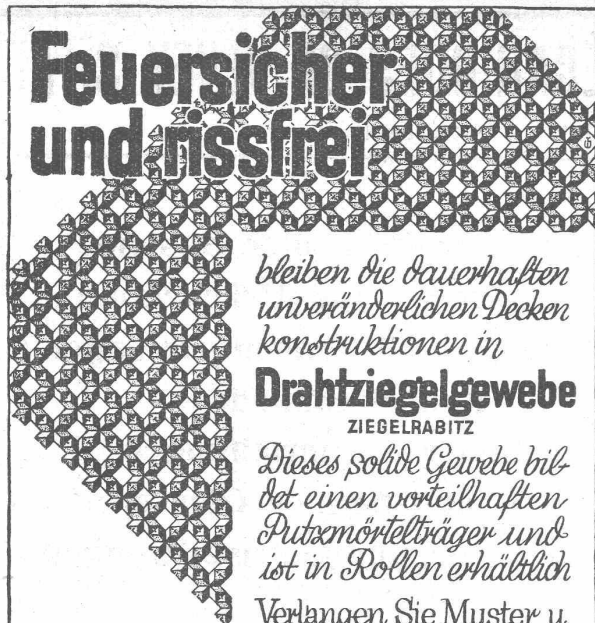 Feuersicher
und rissfrei
bleiben die dauerhaften
unveränderlichen Decken
konstruktionen in
Drahtziegelgewebe
ZIEGELRABITZ
Dieses solide Gewebe bil-
det einen vorteilhaften
Putzmörtelträger und
ist in Rollen erhältlich
Verlangen Sie Muster u.